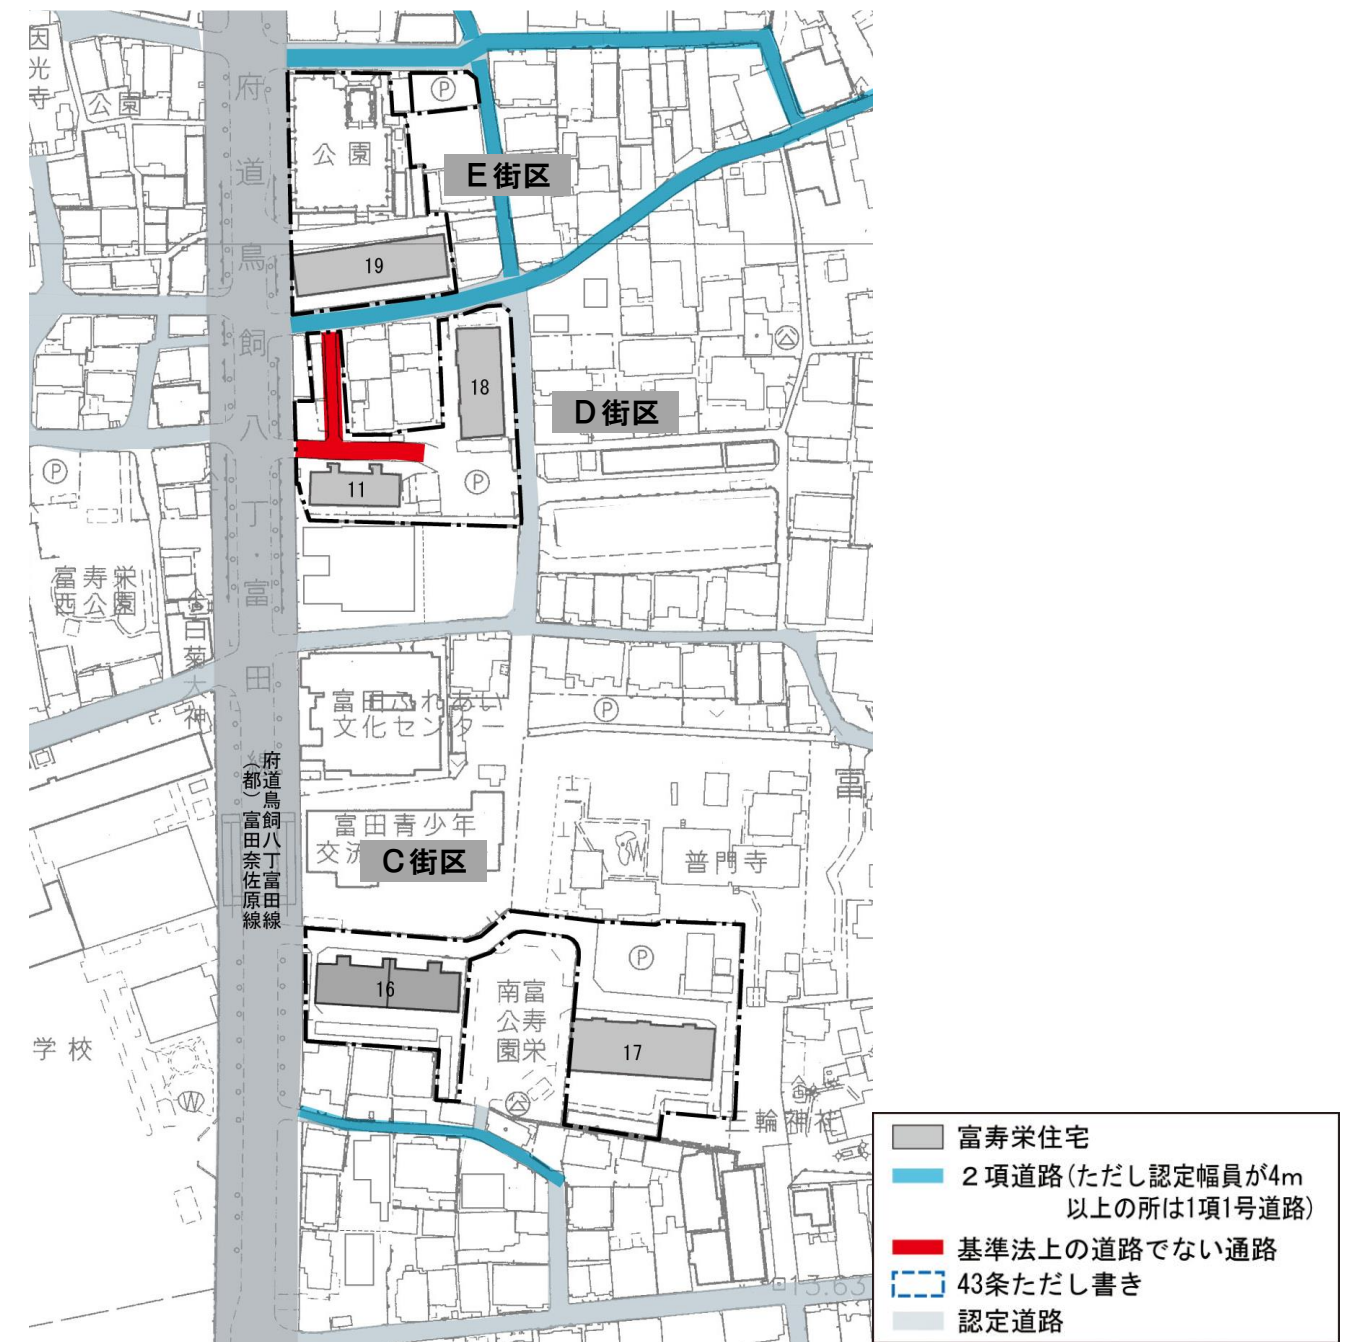 因光寺
公園
府道鳥飼八丁・富田線
Ⓟ
公園
E街区
19
18
D街区
11
Ⓟ
Ⓟ
富寿栄
西公園
白菊大神
富田ふれあい
文化センター
Ⓟ
府道鳥飼八丁富田線
（都）富田奈佐原線
富田青少年
交流
C街区
普門寺
富
Ⓟ
16
富寿栄
南公園
17
学校
三輪神社
13.63
富寿栄住宅
２項道路(ただし認定幅員が4m
以上の所は1項1号道路)
基準法上の道路でない通路
43条ただし書き
認定道路